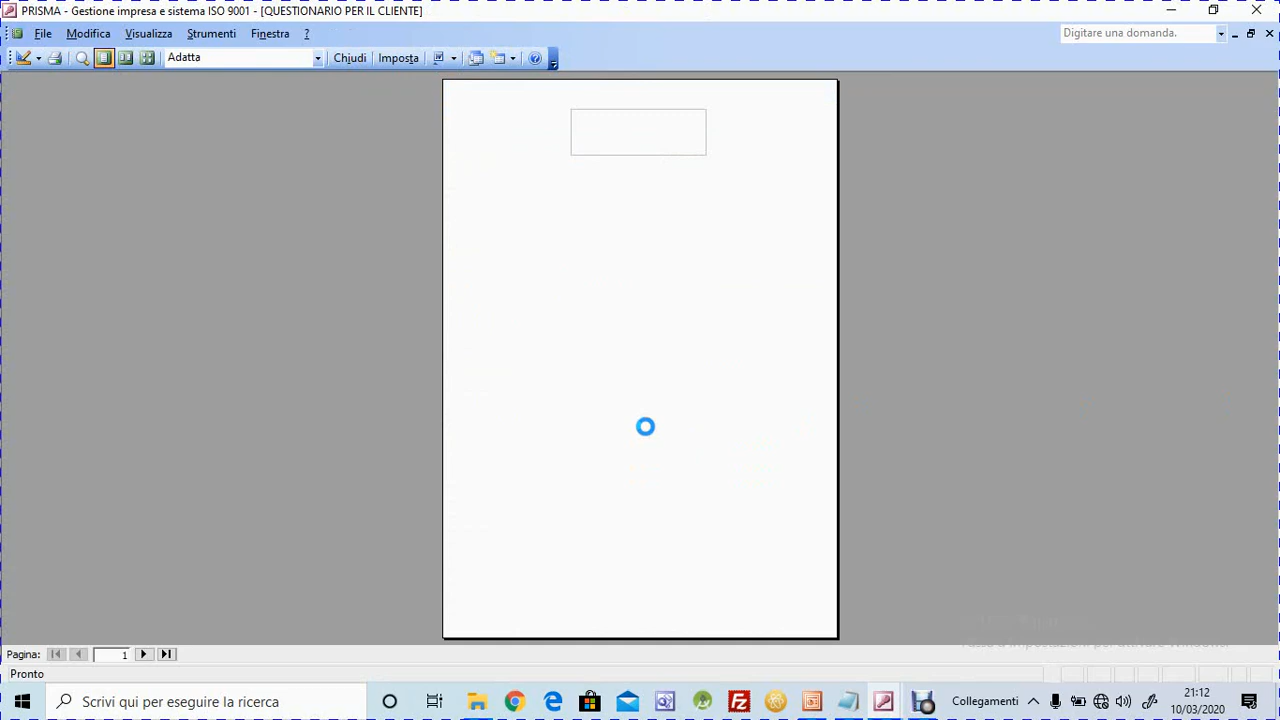 PRISMA - Gestione impresa e sistema ISO 9001 - [QUESTIONARIO PER IL CLIENTE]
File Modifica Visualizza Strumenti Finestra ? Digitare una domanda.
Adatta Chiudi Imposta
Pagina: 1
Pronto
Scrivi qui per eseguire la ricerca Collegamenti 21:12
10/03/2020